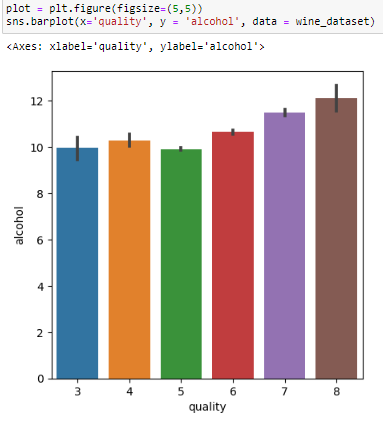 plot = plt.figure(figsize=(5,5))
sns.barplot(x='quality', y = 'alcohol', data = wine_dataset)
<Axes: xlabel='quality', ylabel='alcohol'>
12
10
8
6
4
2
0
alcohol
3 4 5 6 7 8
quality